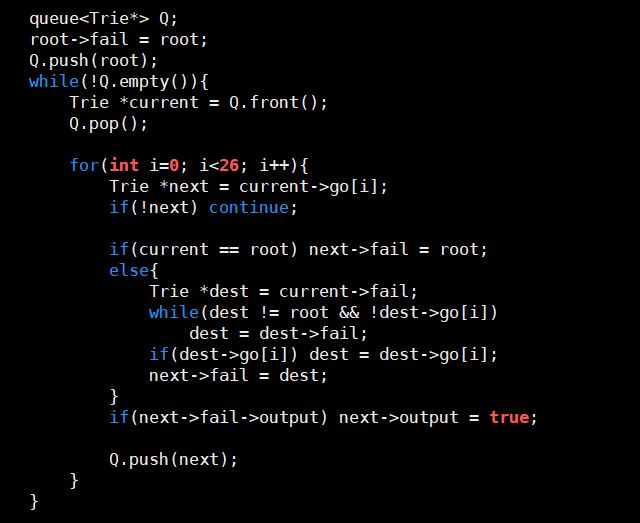 queue<Trie*> Q;
root->fail = root;
Q.push(root);
while(!Q.empty()){
    Trie *current = Q.front();
    Q.pop();

    for(int i=0; i<26; i++){
        Trie *next = current->go[i];
        if(!next) continue;

        if(current == root) next->fail = root;
        else{
            Trie *dest = current->fail;
            while(dest != root && !dest->go[i])
                dest = dest->fail;
            if(dest->go[i]) dest = dest->go[i];
            next->fail = dest;
        }
        if(next->fail->output) next->output = true;

        Q.push(next);
    }
}